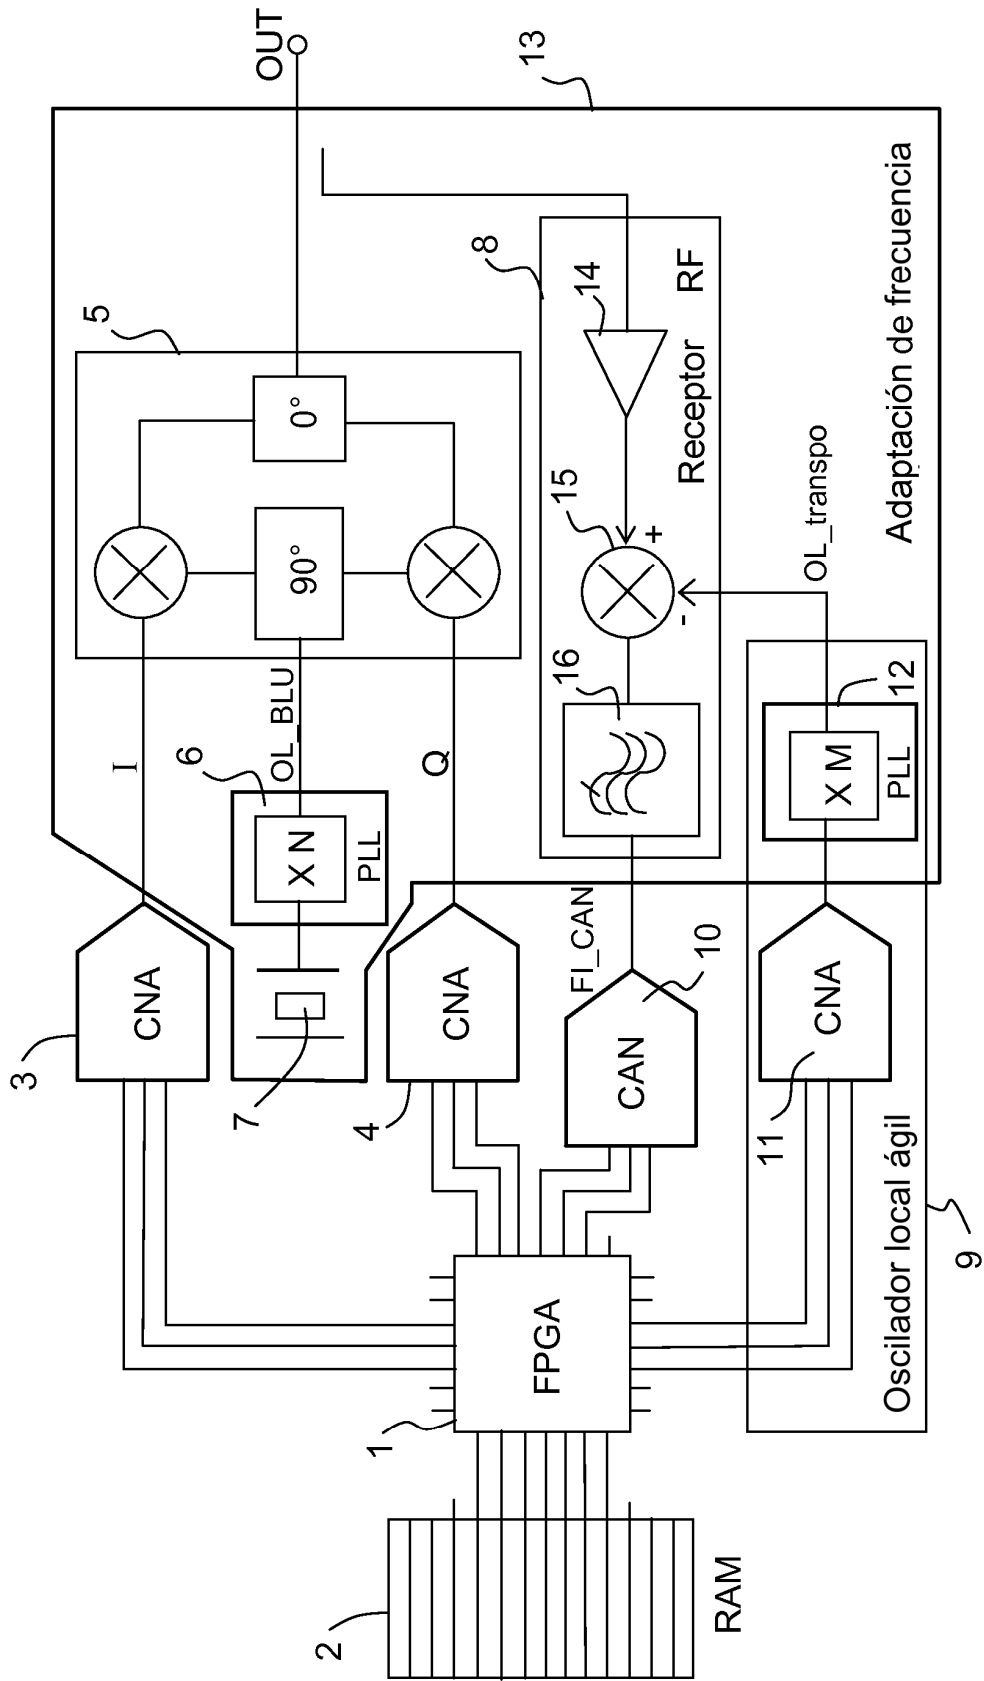 OUT
13
5
0°
90°
I
OL_BLU
Q
6
X N
PLL
3
CNA
7
4
CNA
8
14
RF
Receptor
15
+
-
16
OL_transpo
Adaptación de frecuencia
12
X M
PLL
FI_CAN
10
CAN
11
CNA
Oscilador local ágil
9
1
FPGA
2
RAM